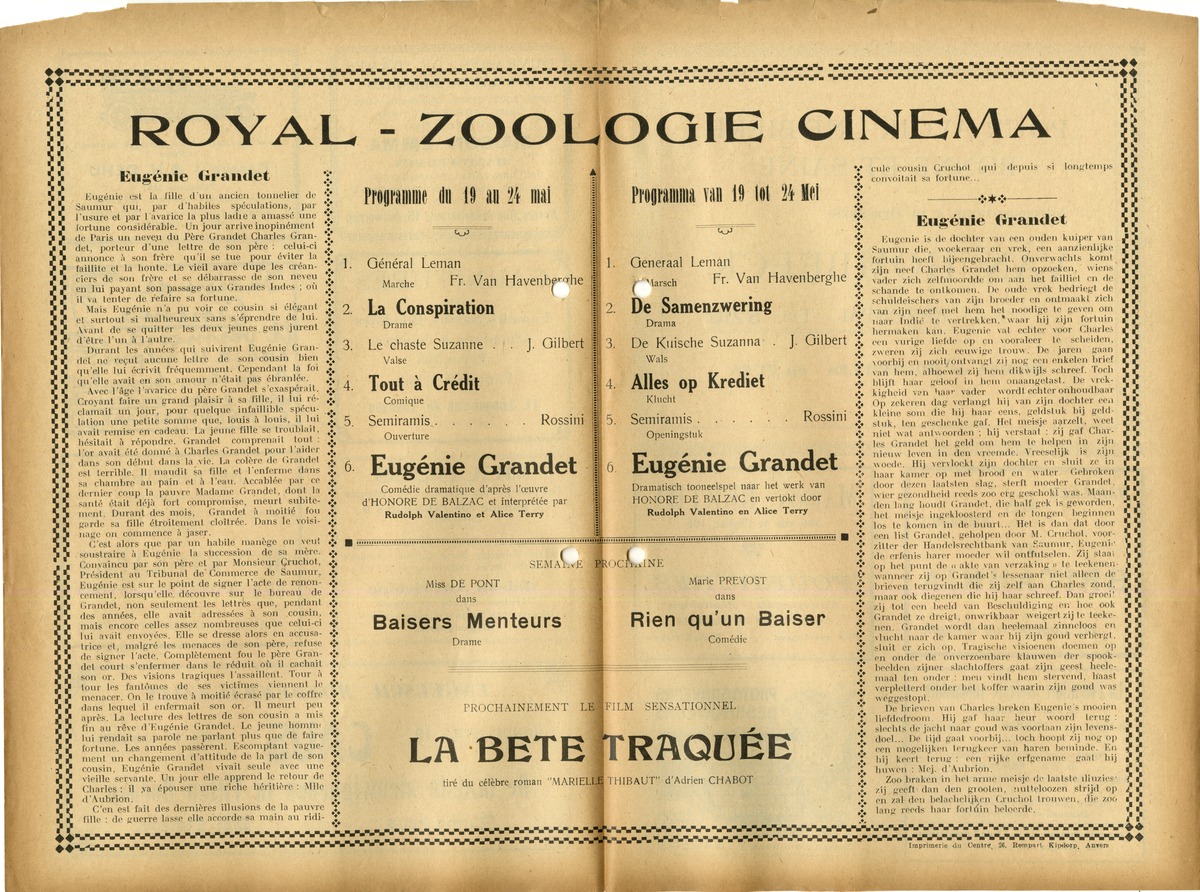 ROYAL - ZOOLOGIE CINEMA
Eugénie Grandet
Eugénie est la fille d'un ancien tonnelier de
Saumur qui, par d'habiles spéculations, par
l'usure et par l'avarice la plus ladre a amassé une
fortune considérable. Un jour arrive inopinément
de Paris un neveu du Père Grandet Charles Gran-
det, porteur d'une lettre de son père : celui-ci
annonce à son frère qu'il se tue pour éviter la
faillite et la honte. Le vieil avare dupe les créan-
ciers de son frère et se débarrasse de son neveu
en lui payant son passage aux Grandes Indes ; où
il va tenter de refaire sa fortune.
Mais Eugénie n'a pu voir ce cousin si élégant
et surtout si malheureux sans s'éprendre de lui.
Avant de se quitter les deux jeunes gens jurent
d'être l'un à l'autre.
Durant les années qui suivirent Eugénie Gran-
det ne reçut aucune lettre de son cousin bien
qu'elle lui écrivit fréquemment. Cependant la foi
qu'elle avait en son amour n'était pas ébranlée.
Avec l'âge l'avarice du père Grandet s'exaspérait.
Croyant faire un grand plaisir à sa fille, il lui ré-
clamait un jour, pour quelque infaillible spécu-
lation une petite somme que, louis à louis, il lui
avait remise en cadeau. La jeune fille se troublait,
hésitait à répondre. Grandet comprenait tout :
l'or avait été donné à Charles Grandet pour l'aider
dans son début dans la vie. La colère de Grandet
est terrible. Il maudit sa fille et l'enferme dans
sa chambre au pain et à l'eau. Accablée par ce
dernier coup la pauvre Madame Grandet, dont la
santé était déjà fort compromise, meurt subite-
ment. Durant des mois, Grandet à moitié fou
garde sa fille étroitement cloîtrée. Dans le voisi-
nage on commence à jaser.
C'est alors que par un habile manège on veut
soustraire à Eugénie la succession de sa mère.
Convaincu par son père et par Monsieur Cruchot,
Président au Tribunal de Commerce de Saumur,
Eugénie est sur le point de signer l'acte de renon-
cement, lorsqu'elle découvre sur le bureau de
Grandet, non seulement les lettres que, pendant
des années, elle avait adressées à son cousin,
mais encore celles assez nombreuses que celui-ci
lui avait envoyées. Elle se dresse alors en accusa-
trice et, malgré les menaces de son père, refuse
de signer l'acte. Complètement fou le père Gran-
det court s'enfermer dans le réduit où il cachait
son or. Des visions tragiques l'assaillent. Tour à
tour les fantômes de ses victimes viennent le
menacer. On le trouve à moitié écrasé par le coffre
dans lequel il enfermait son or. Il meurt peu
après. La lecture des lettres de son cousin a mis
fin au rêve d'Eugénie Grandet. Le jeune homme
lui rendait sa parole ne parlant plus que de faire
fortune. Les années passèrent. Escomptant vague-
ment un changement d'attitude de la part de son
cousin, Eugénie Grandet vivait seule avec une
vieille servante. Un jour elle apprend le retour de
Charles : il ya épouser une riche héritière : Mlle
d'Aubrion.
C'en est fait des dernières illusions de la pauvre
fille : de guerre lasse elle accorde sa main au ridi-
Programme du 19 au 24 mai
1. Général Leman
Marche Fr. Van Havenberghe
2. La Conspiration
Drame
3. Le chaste Suzanne . . J. Gilbert
Valse
4. Tout à Crédit
Comique
5. Semiramis . . . . . Rossini
Ouverture
6. Eugénie Grandet
Comédie dramatique d'après l'œuvre
d'HONORE DE BALZAC et interprétée par
Rudolph Valentino et Alice Terry
Programma van 19 tot 24 Mei
1. Generaal Leman
Marsch Fr. Van Havenberghe
2. De Samenzwering
Drama
3. De Kuische Suzanna . J. Gilbert
Wals
4. Alles op Krediet
Klucht
5. Semiramis . . . . . Rossini
Openingstuk
6. Eugénie Grandet
Dramatisch tooneelspel naar het werk van
HONORE DE BALZAC en vertokt door
Rudolph Valentino en Alice Terry
SEMAINE PROCHAINE
Miss DE PONT
dans
Baisers Menteurs
Drame
Marie PREVOST
dans
Rien qu'un Baiser
Comédie
PROCHAINEMENT LE FILM SENSATIONNEL
LA BETE TRAQUÉE
tiré du célèbre roman "MARIELLE THIBAUT" d'Adrien CHABOT
cule cousin Cruchot qui depuis si longtemps
convoitait sa fortune...
Eugénie Grandet
Eugenie is de dochter van een ouden kuiper van
Saumur die, woekeraar en vrek, een aanzienlijke
fortuin heeft bijeengebracht. Onverwachts komt
zijn neef Charles Grandet hem opzoeken, wiens
vader zich zelfmoordde om aan het failliet en de
schande te ontkomen. De oude vrek bedriegt de
schuldeischers van zijn broeder en ontmaakt zich
van zijn neef met hem het noodige te geven om
naar Indië te vertrekken, waar hij zijn fortuin
hermaken kan. Eugenie vat echter voor Charles
een vurige liefde op en vooraleer te scheiden,
zweren zij zich eeuwige trouw. De jaren gaan
voorbij en nooit ontvangt zij nog een enkelen brief
van hem, alhoewel zij hem dikwijls schreef. Toch
blijft haar geloof in hem onaangetast. De vrek-
kigheid van haar vader wordt echter onhoudbaar
Op zekeren dag verlangt hij van zijn dochter een
kleine som die hij haar eens, geldstuk bij geld-
stuk, ten geschenke gaf. Het meisje aarzelt, weet
niet wat antwoorden ; hij verstaat : zij gaf Char-
les Grandet het geld om hem te helpen in zijn
nieuw leven in den vreemde. Vreeselijk is zijn
woede. Hij vervloekt zijn dochter en sluit ze in
haar kamer op met brood en water. Gebroken
door dezen laatsten slag, sterft moeder Grandet,
wier gezondheid reeds zoo erg geschokt was. Maan-
den lang houdt Grandet, die half gek is geworden,
het meisje ingekloosterd en de tongen beginnen
los te komen in de buurt... Het is dan dat door
een list Grandet, geholpen door M. Cruchot, voor-
zitter der Handelsrechtbank van Saumur, Eugenie
de erfenis harer moeder wil ontfutselen. Zij staat
op het punt de « akte van verzaking » te teekenen
wanneer zij op Grandet's lessenaar niet alleen de
brieven terugvindt die zij zelf aan Charles zond,
maar ook diegenen die hij haar schreef. Dan groeit
zij tot een beeld van Beschuldiging en hoe ook
Grandet ze dreigt, onwrikbaar weigert zij te teeke-
nen. Grandet wordt dan heelemaal zinneloos en
vlucht naar de kamer waar hij zijn goud verbergt,
sluit er zich op. Tragische visioenen doemen op
en onder de onverzoenbare klauwen der spook-
beelden zijner slachtoffers gaat zijn geest heele-
maal ten onder : men vindt hem stervend, haast
verpletterd onder het koffer waarin zijn goud was
weggestopt.
De brieven van Charles breken Eugenie's mooien
liefdedroom. Hij gaf haar heur woord terug :
slechts de jacht naar goud was voortaan zijn levens-
doel... De tijd gaat voorbij... toch hoopt zij nog op
een mogelijken terugkeer van haren beminde. En
hij keert terug : een rijke erfgename gaat hij
huwen : Mej. d'Aubrion.
Zoo braken in het arme meisje de laatste illuzies
zij geeft dan den grooten, nutteloozen strijd op
en zal den belachelijken Cruchot trouwen, die zoo
lang reeds haar fortuin beloerde.
Imprimerie du Centre, 26, Rempart Kipdorp, Anvers